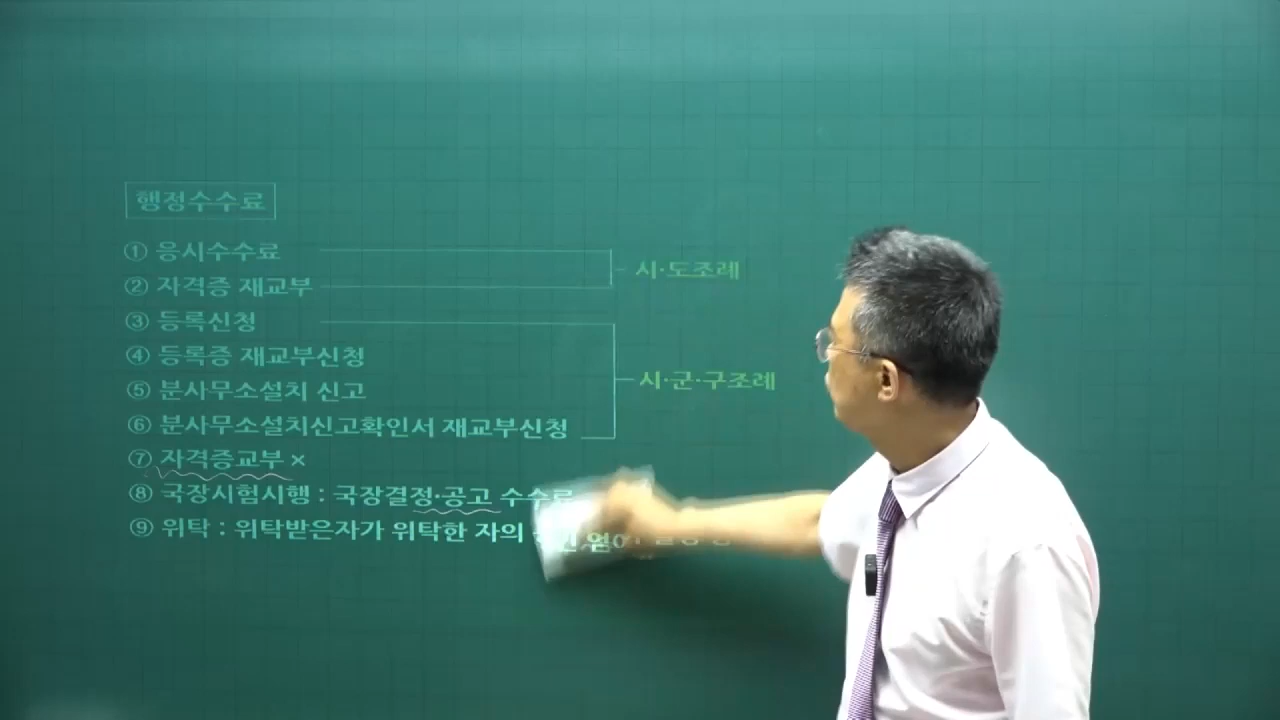 행정수수료
① 응시수수료
② 자격증 재교부
시·도조례
③ 등록신청
④ 등록증 재교부신청
⑤ 분사무소설치 신고
⑥ 분사무소설치신고확인서 재교부신청
시·군·구조례
⑦ 자격증교부 ×
⑧ 국장시험시행 : 국장결정·공고 수수료
⑨ 위탁 : 위탁받은자가 위탁한 자의